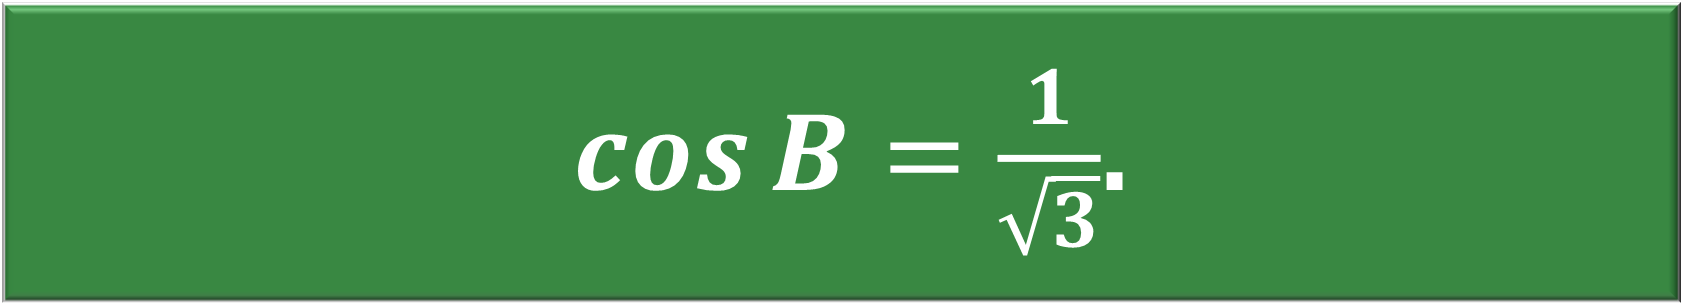 cos B = 1/√3.